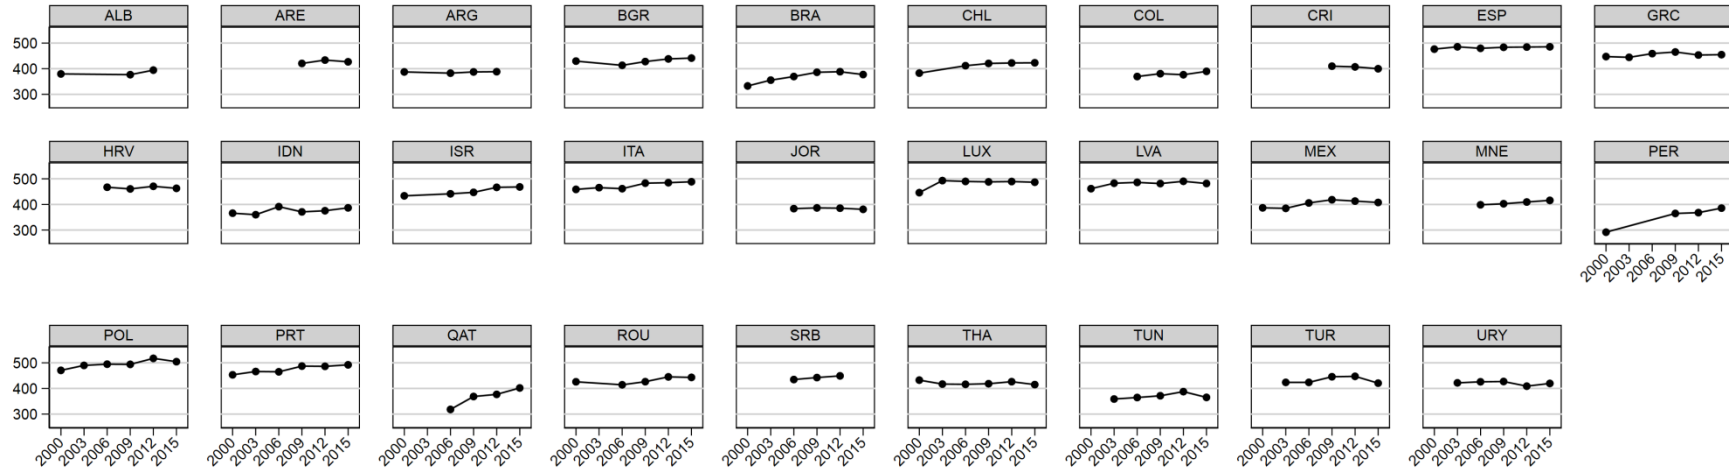 ALB ARE ARG BGR BRA CHL COL CRI ESP GRC
500
400
300
HRV IDN ISR ITA JOR LUX LVA MEX MNE PER
500
400
300
2000 2003 2006 2009 2012 2015
POL PRT QAT ROU SRB THA TUN TUR URY
500
400
300
2000 2003 2006 2009 2012 2015 2000 2003 2006 2009 2012 2015 2000 2003 2006 2009 2012 2015 2000 2003 2006 2009 2012 2015 2000 2003 2006 2009 2012 2015 2000 2003 2006 2009 2012 2015 2000 2003 2006 2009 2012 2015 2000 2003 2006 2009 2012 2015 2000 2003 2006 2009 2012 2015